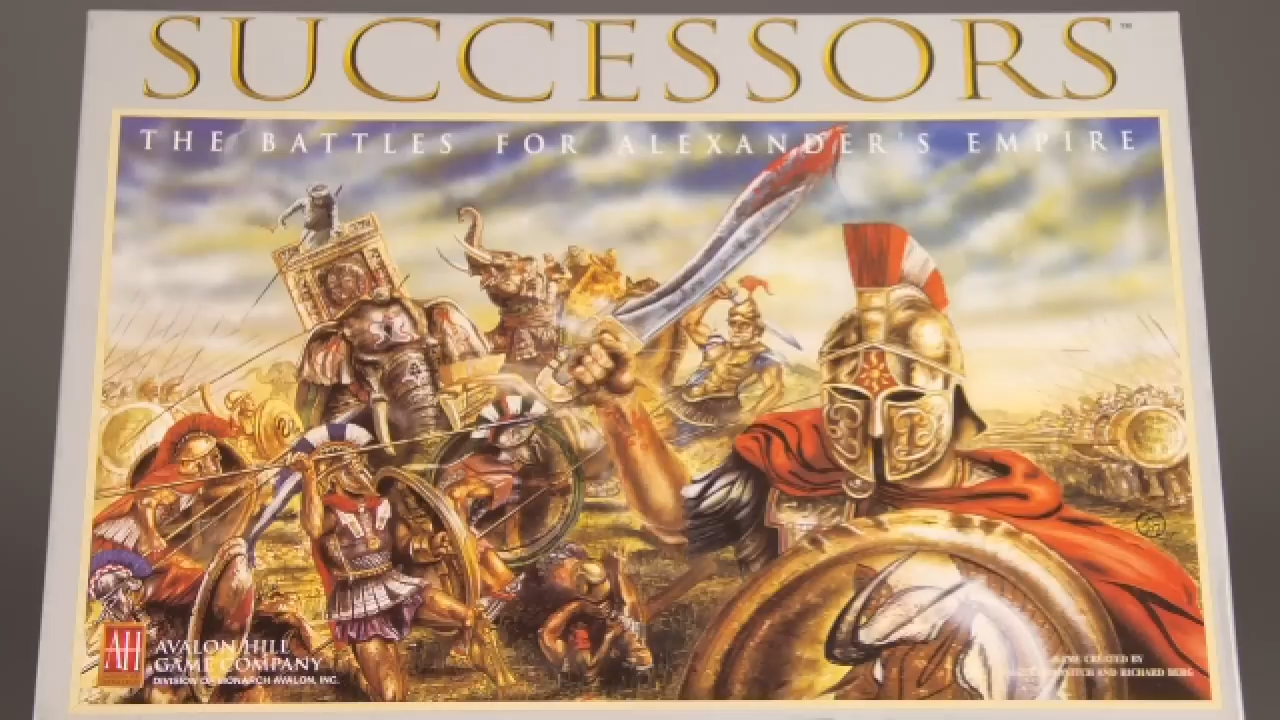 SUCCESSORS™
THE BATTLES FOR ALEXANDER'S EMPIRE
AH
AVALON HILL
GAME COMPANY
DIVISION OF MONARCH AVALON, INC.
GAME CREATED BY
AND RICHARD BERG